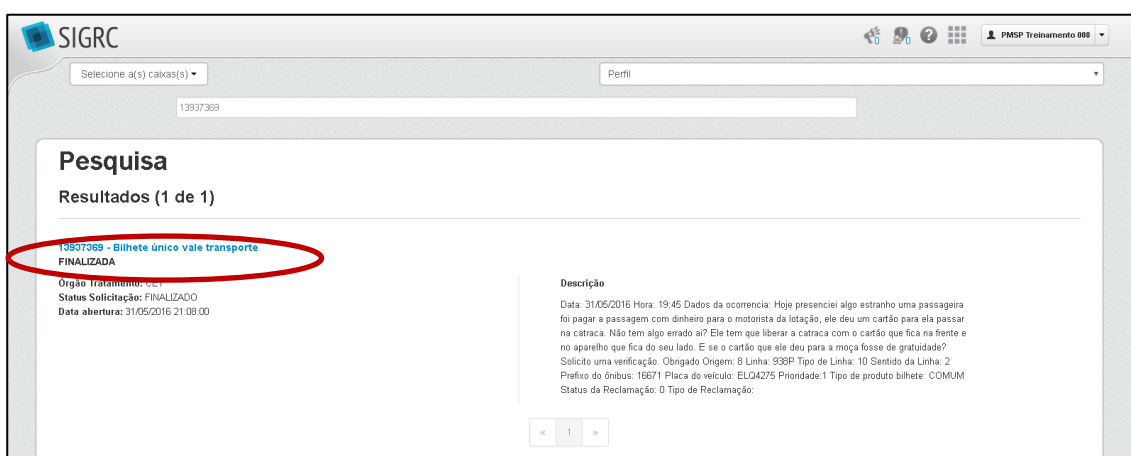 SIGRC
0
0
PMSP Treinamento 008
Selecione a(s) caixas(s)
Perfil
13937369
Pesquisa
Resultados (1 de 1)
13937369 - Bilhete único vale transporte
FINALIZADA
Órgão Tratamento: CET
Status Solicitação: FINALIZADO
Data abertura: 31/05/2016 21:08:00
Descrição
Data: 31/05/2016 Hora: 19:45 Dados da ocorrencia: Hoje presenciei algo estranho uma passageira
foi pagar a passagem com dinheiro para o motorista da lotação, ele deu um cartão para ela passar
na catraca. Não tem algo errado ai? Ele tem que liberar a catraca com o cartão que fica na frente e
no aparelho que fica do seu lado. E se o cartão que ele deu para a moça fosse de gratuidade?
Solicito uma verificação. Obrigado Origem: 8 Linha: 938P Tipo de Linha: 10 Sentido da Linha: 2
Prefixo do ônibus: 16671 Placa do veículo: ELQ4275 Prioridade:1 Tipo de produto bilhete: COMUM
Status da Reclamação: 0 Tipo de Reclamação:
« 1 »